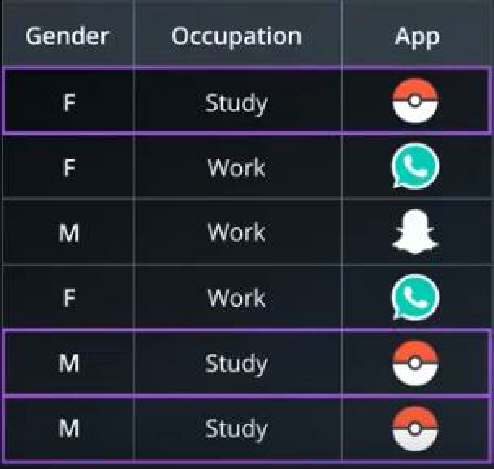 Gender Occupation App
F Study
F Work
M Work
F Work
M Study
M Study